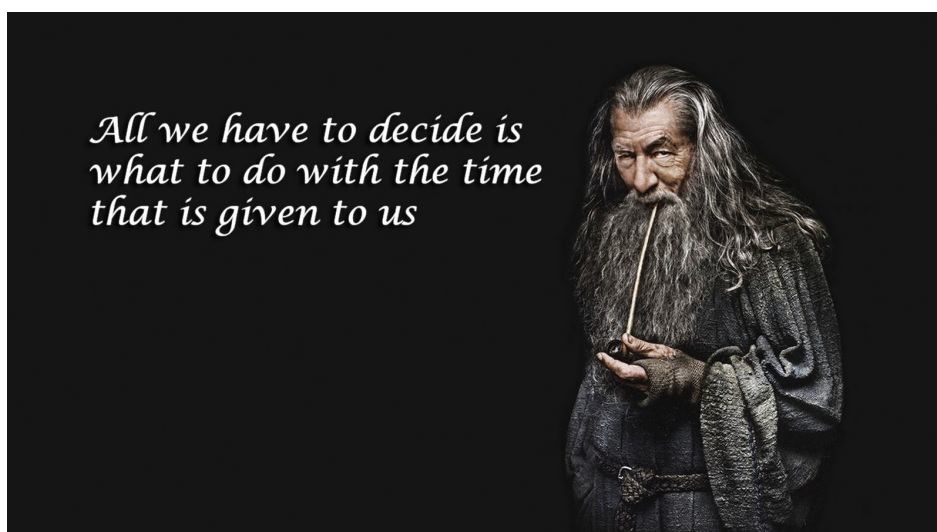 All we have to decide is
what to do with the time
that is given to us